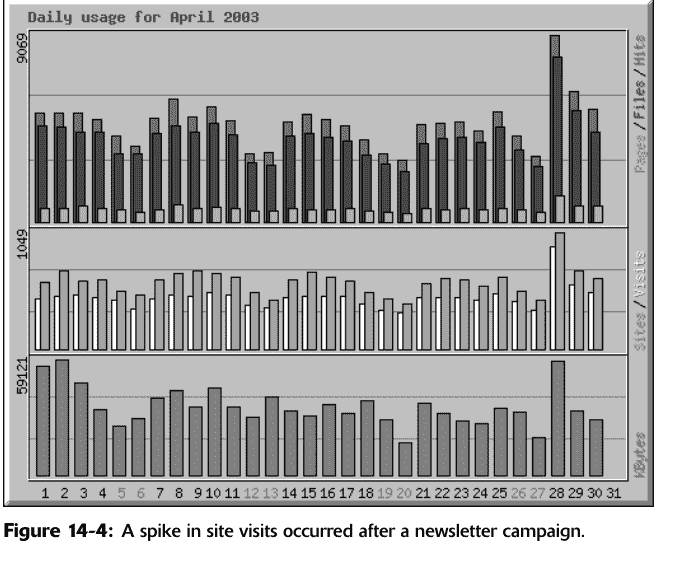 Daily usage for April 2003
9069
Pages / Files / Hits
1049
Sites / Visits
59121
KBytes
1 2 3 4 5 6 7 8 9 10 11 12 13 14 15 16 17 18 19 20 21 22 23 24 25 26 27 28 29 30 31
Figure 14-4: A spike in site visits occurred after a newsletter campaign.